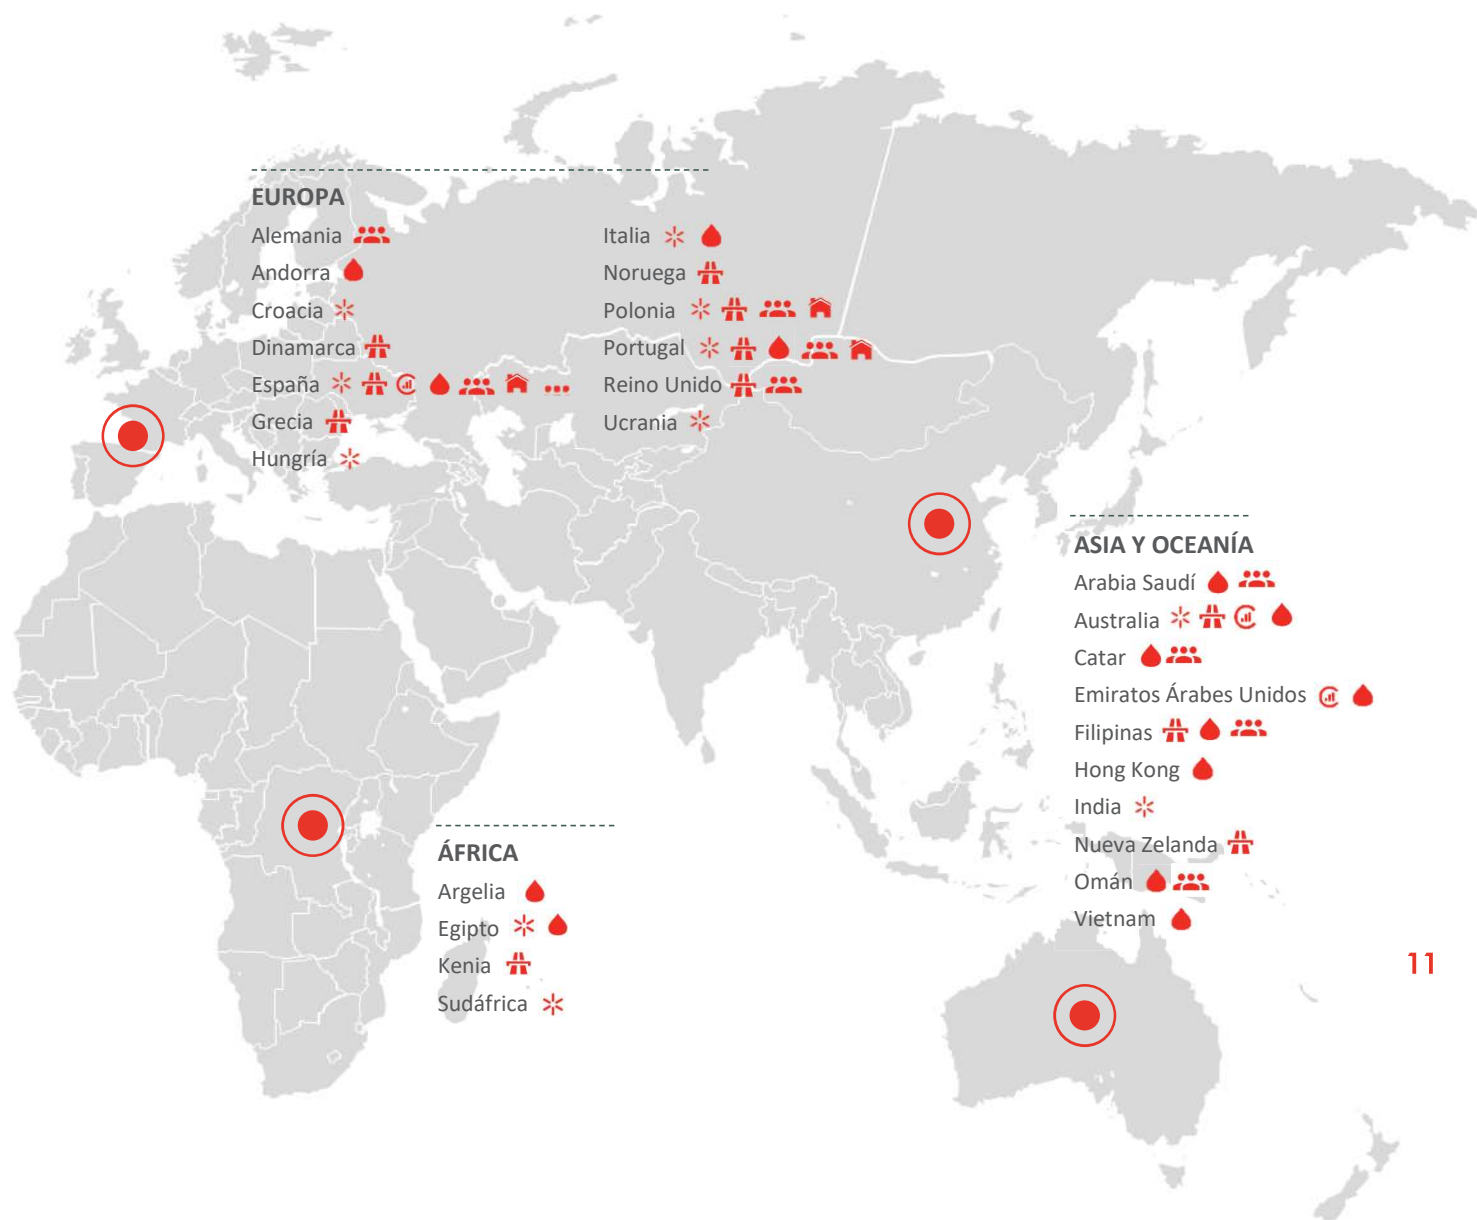 EUROPA
Alemania
Andorra
Croacia
Dinamarca
España
Grecia
Hungría
Italia
Noruega
Polonia
Portugal
Reino Unido
Ucrania
ASIA Y OCEANÍA
Arabia Saudí
Australia
Catar
Emiratos Árabes Unidos
Filipinas
Hong Kong
India
Nueva Zelanda
Omán
Vietnam
ÁFRICA
Argelia
Egipto
Kenia
Sudáfrica
11